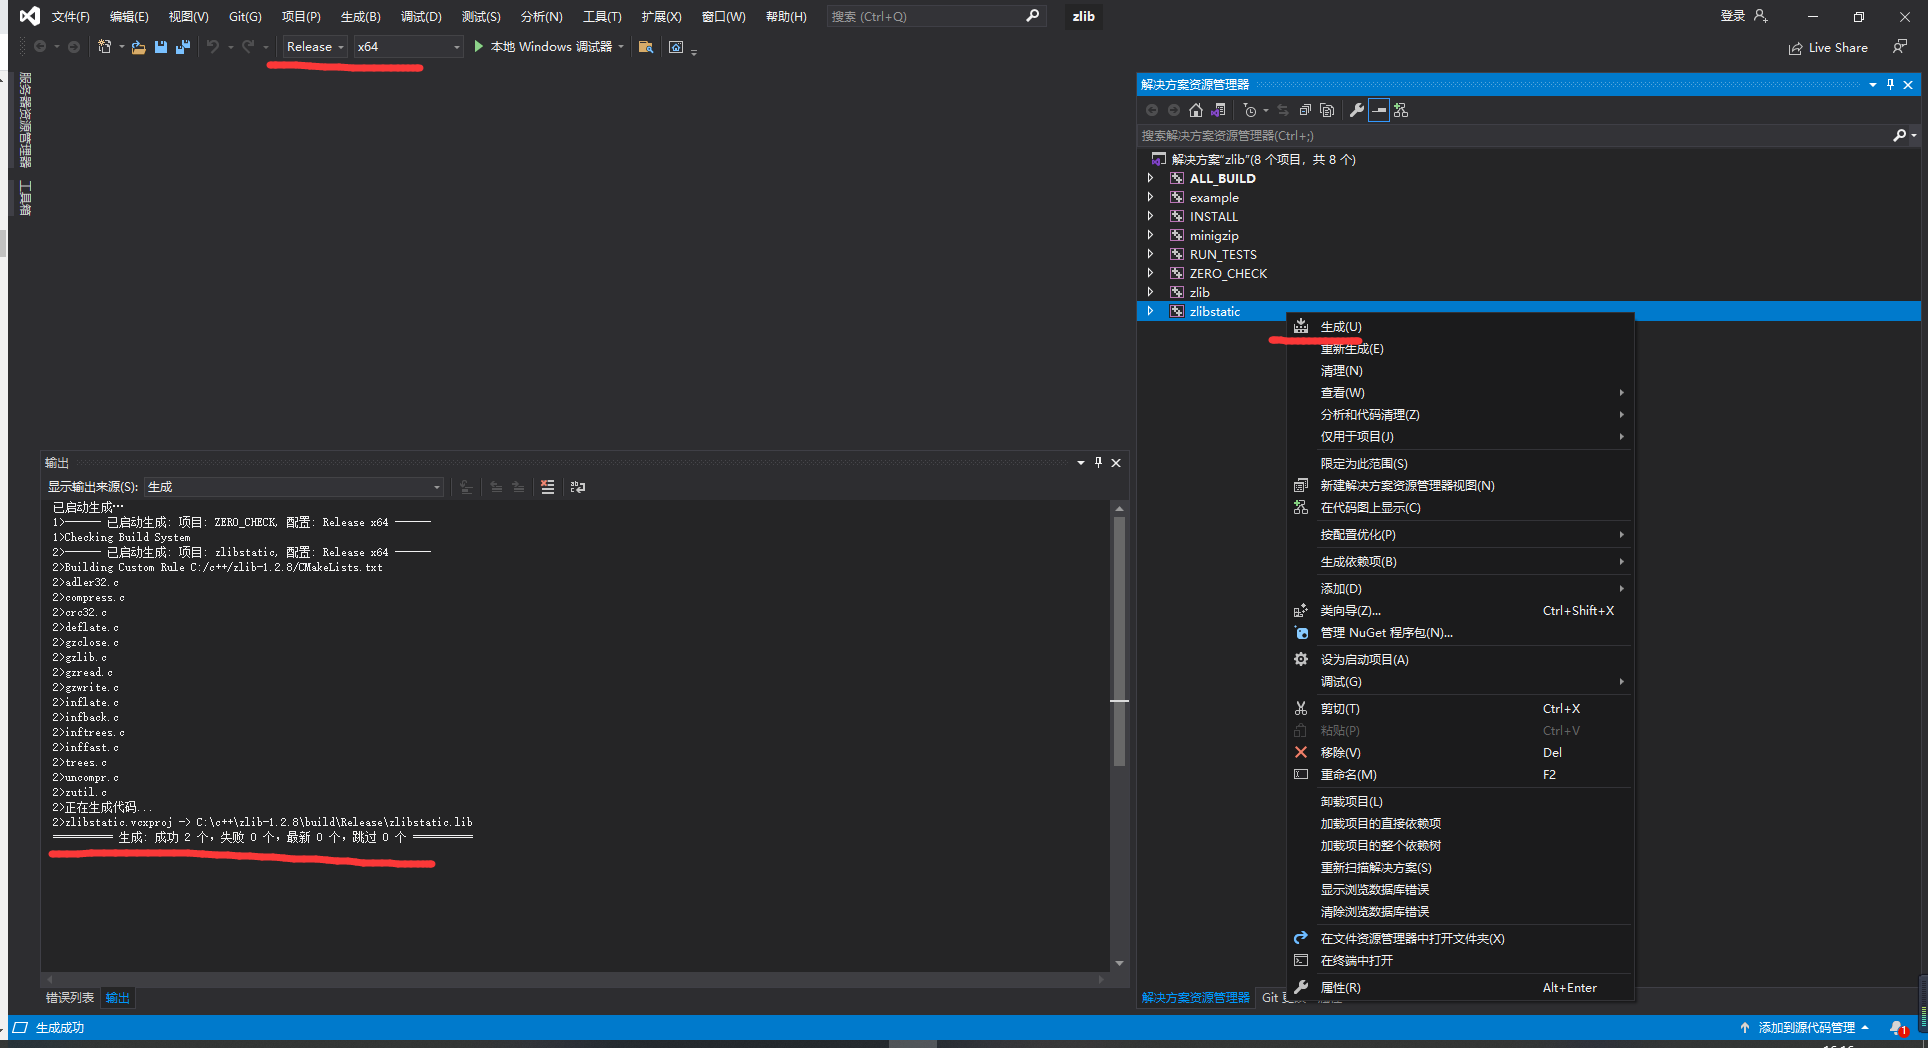 文件(F) 编辑(E) 视图(V) Git(G) 项目(P) 生成(B) 调试(D) 测试(S) 分析(N) 工具(T) 扩展(X) 窗口(W) 帮助(H) 搜索 (Ctrl+Q) zlib 登录
Release x64 本地 Windows 调试器 Live Share
服务器资源管理器
工具箱
解决方案资源管理器
搜索解决方案资源管理器(Ctrl+;)
解决方案"zlib"(8 个项目，共 8 个)
ALL_BUILD
example
INSTALL
minigzip
RUN_TESTS
ZERO_CHECK
zlib
zlibstatic
生成(U)
重新生成(E)
清理(N)
查看(W)
分析和代码清理(Z)
仅用于项目(J)
限定为此范围(S)
新建解决方案资源管理器视图(N)
在代码图上显示(C)
按配置优化(P)
生成依赖项(B)
添加(D)
类向导(Z)... Ctrl+Shift+X
管理 NuGet 程序包(N)...
设为启动项目(A)
调试(G)
剪切(T) Ctrl+X
粘贴(P) Ctrl+V
移除(V) Del
重命名(M) F2
卸载项目(L)
加载项目的直接依赖项
加载项目的整个依赖树
重新扫描解决方案(S)
显示浏览数据库错误
清除浏览数据库错误
在文件资源管理器中打开文件夹(X)
在终端中打开
属性(R) Alt+Enter
输出
显示输出来源(S): 生成
已启动生成…
1>------ 已启动生成: 项目: ZERO_CHECK, 配置: Release x64 ------
1>Checking Build System
2>------ 已启动生成: 项目: zlibstatic, 配置: Release x64 ------
2>Building Custom Rule C:/c++/zlib-1.2.8/CMakeLists.txt
2>adler32.c
2>compress.c
2>crc32.c
2>deflate.c
2>gzclose.c
2>gzlib.c
2>gzread.c
2>gzwrite.c
2>inflate.c
2>infback.c
2>inftrees.c
2>inffast.c
2>trees.c
2>uncompr.c
2>zutil.c
2>正在生成代码...
2>zlibstatic.vcxproj -> C:\c++\zlib-1.2.8\build\Release\zlibstatic.lib
========== 生成: 成功 2 个，失败 0 个，最新 0 个，跳过 0 个 ==========
错误列表 输出
解决方案资源管理器 Git
生成成功
添加到源代码管理 1